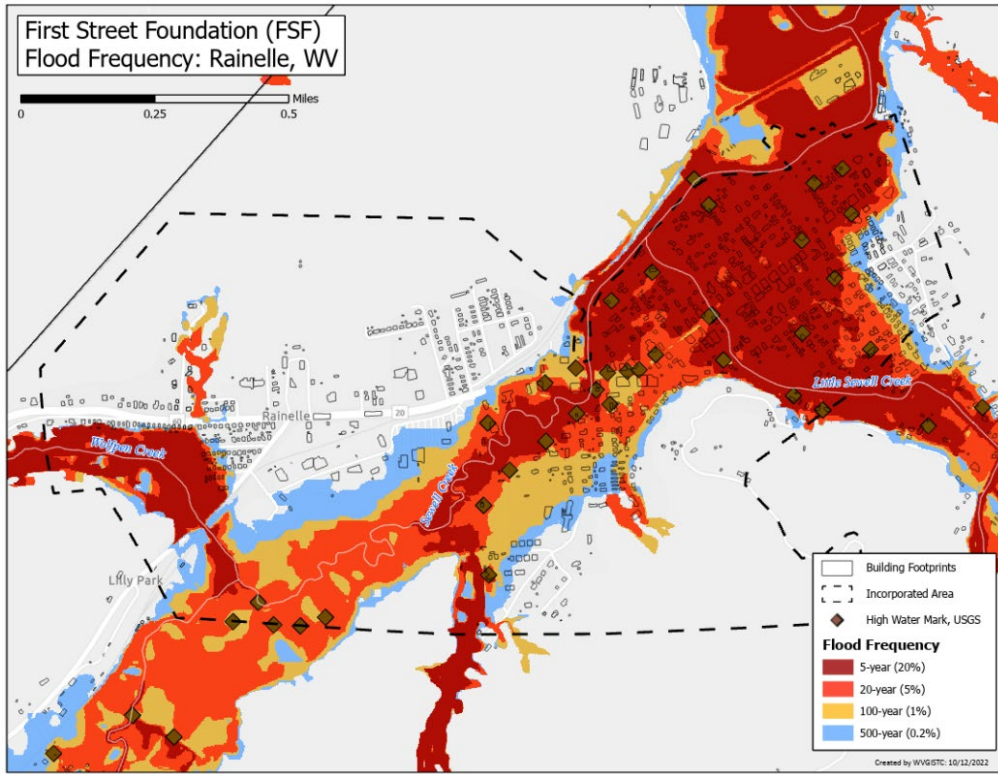 First Street Foundation (FSF)
Flood Frequency: Rainelle, WV
Miles
0 0.25 0.5
Little Sewell Creek
20
60
Rainelle
Wolfpen Creek
Sewell Creek
Lilly Park
Building Footprints
Incorporated Area
High Water Mark, USGS
Flood Frequency
5-year (20%)
20-year (5%)
100-year (1%)
500-year (0.2%)
Created by WVGISTC: 10/12/2022